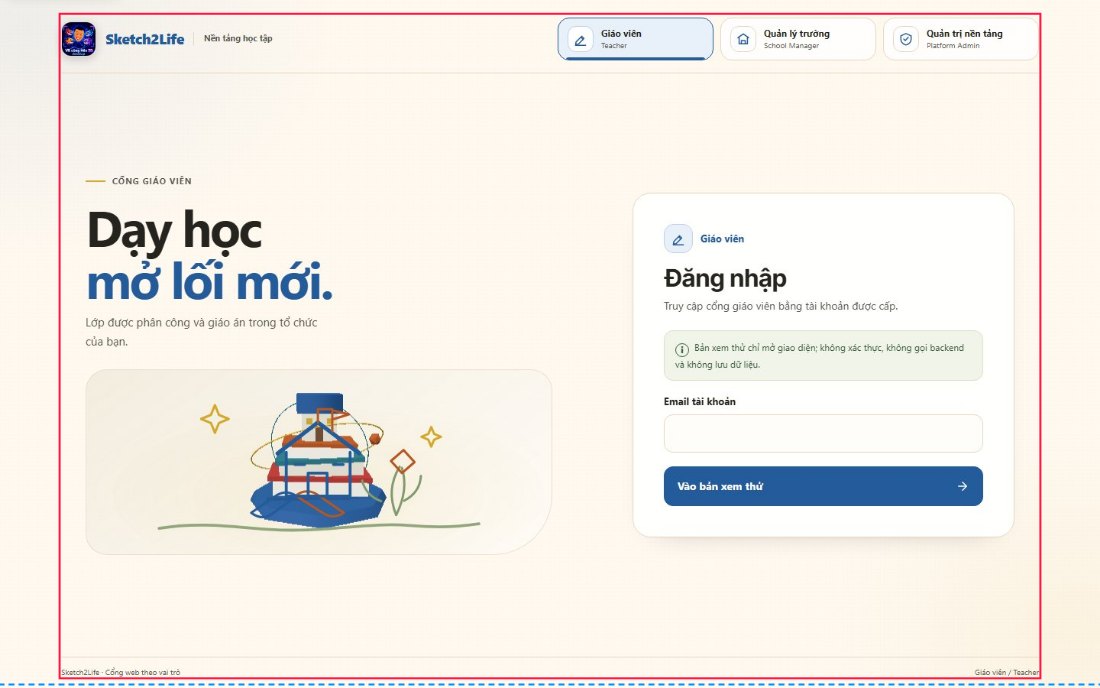 Sketch2Life
Nền tảng học tập
Giáo viên
Teacher
Quản lý trường
School Manager
Quản trị nền tảng
Platform Admin
CỔNG GIÁO VIÊN
Dạy học
mở lối mới.
Lớp được phân công và giáo án trong tổ chức
của bạn.
Giáo viên
Đăng nhập
Truy cập cổng giáo viên bằng tài khoản được cấp.
Bản xem thử chỉ mở giao diện; không xác thực, không gọi backend
và không lưu dữ liệu.
Email tài khoản
Vào bản xem thử
Sketch2Life · Cổng web theo vai trò
Giáo viên / Teacher